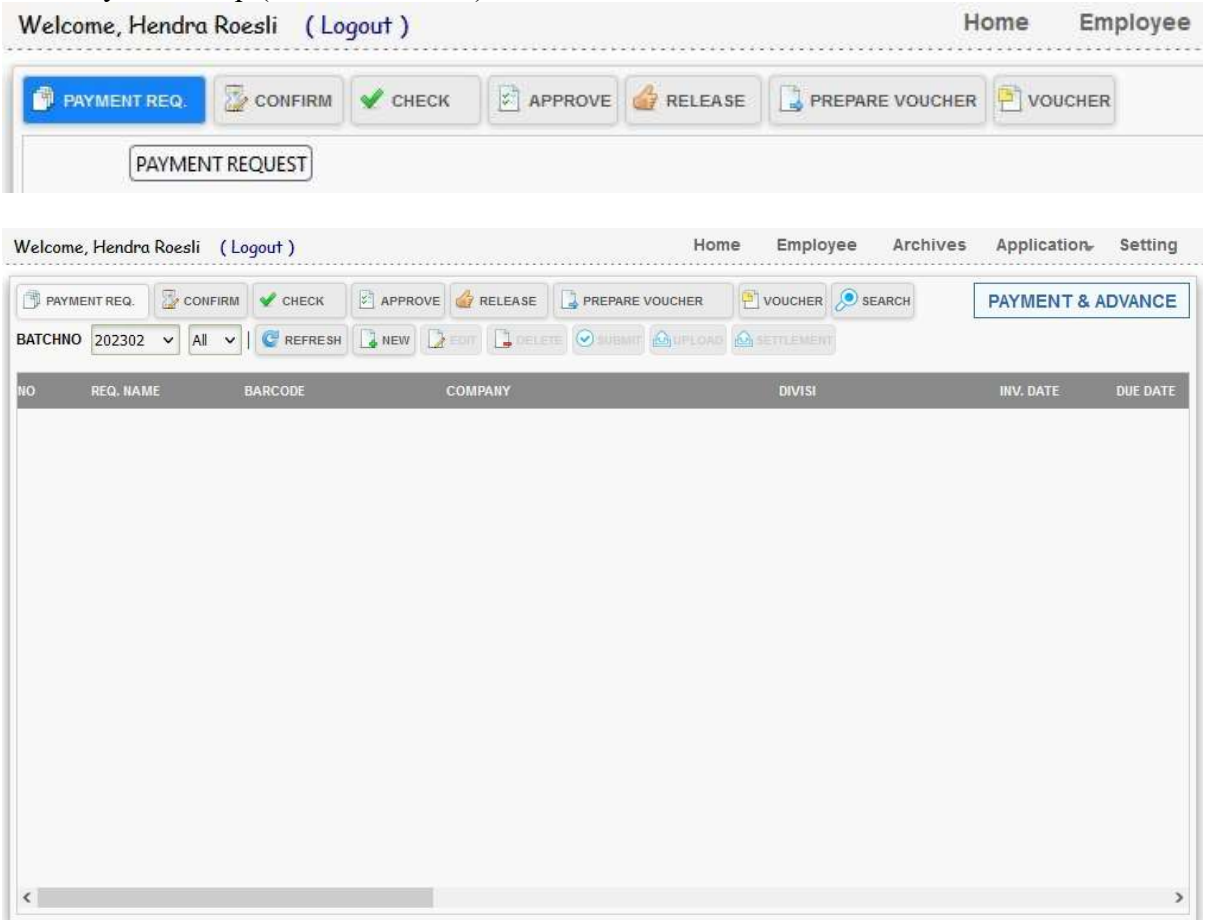 Welcome, Hendra Roesli ( Logout ) Home Employee
PAYMENT REQ. CONFIRM CHECK APPROVE RELEASE PREPARE VOUCHER VOUCHER
PAYMENT REQUEST
Welcome, Hendra Roesli ( Logout ) Home Employee Archives Application Setting
PAYMENT REQ. CONFIRM CHECK APPROVE RELEASE PREPARE VOUCHER VOUCHER SEARCH PAYMENT & ADVANCE
BATCHNO 202302 All | REFRESH NEW EDIT DELETE SUBMIT UPLOAD SETTLEMENT
NO REQ. NAME BARCODE COMPANY DIVISI INV. DATE DUE DATE